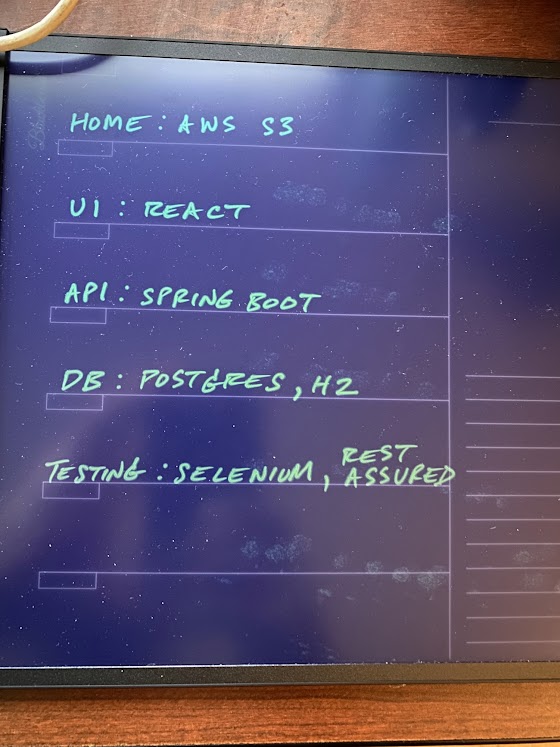 HOME: AWS S3
UI: REACT
API: SPRING BOOT
DB: POSTGRES, H2
TESTING: SELENIUM, REST ASSURED